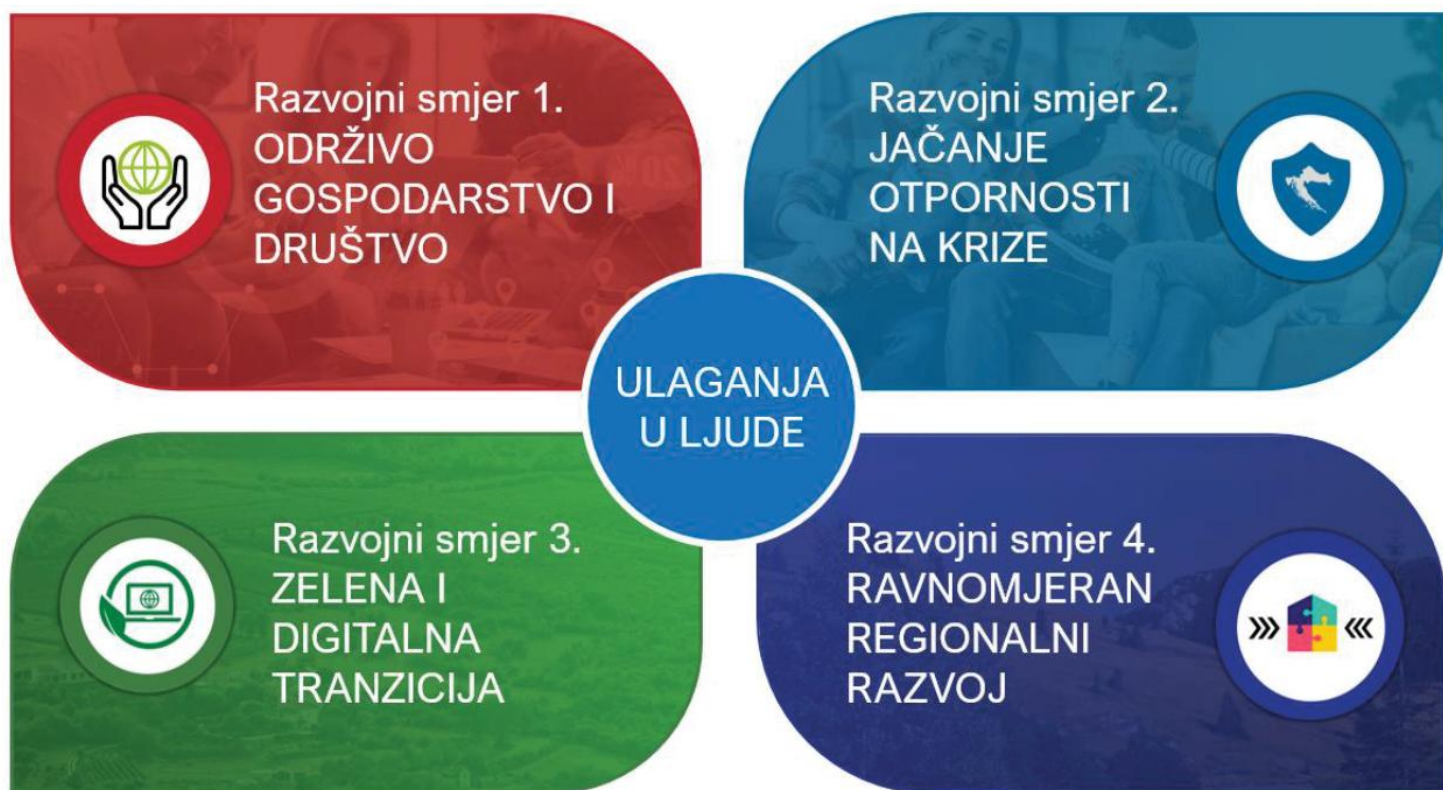 Razvojni smjer 1.
ODRŽIVO
GOSPODARSTVO I
DRUŠTVO
Razvojni smjer 2.
JAČANJE
OTPORNOSTI
NA KRIZE
ULAGANJA
U LJUDE
Razvojni smjer 3.
ZELENA I
DIGITALNA
TRANZICIJA
Razvojni smjer 4.
RAVNOMJERAN
REGIONALNI
RAZVOJ